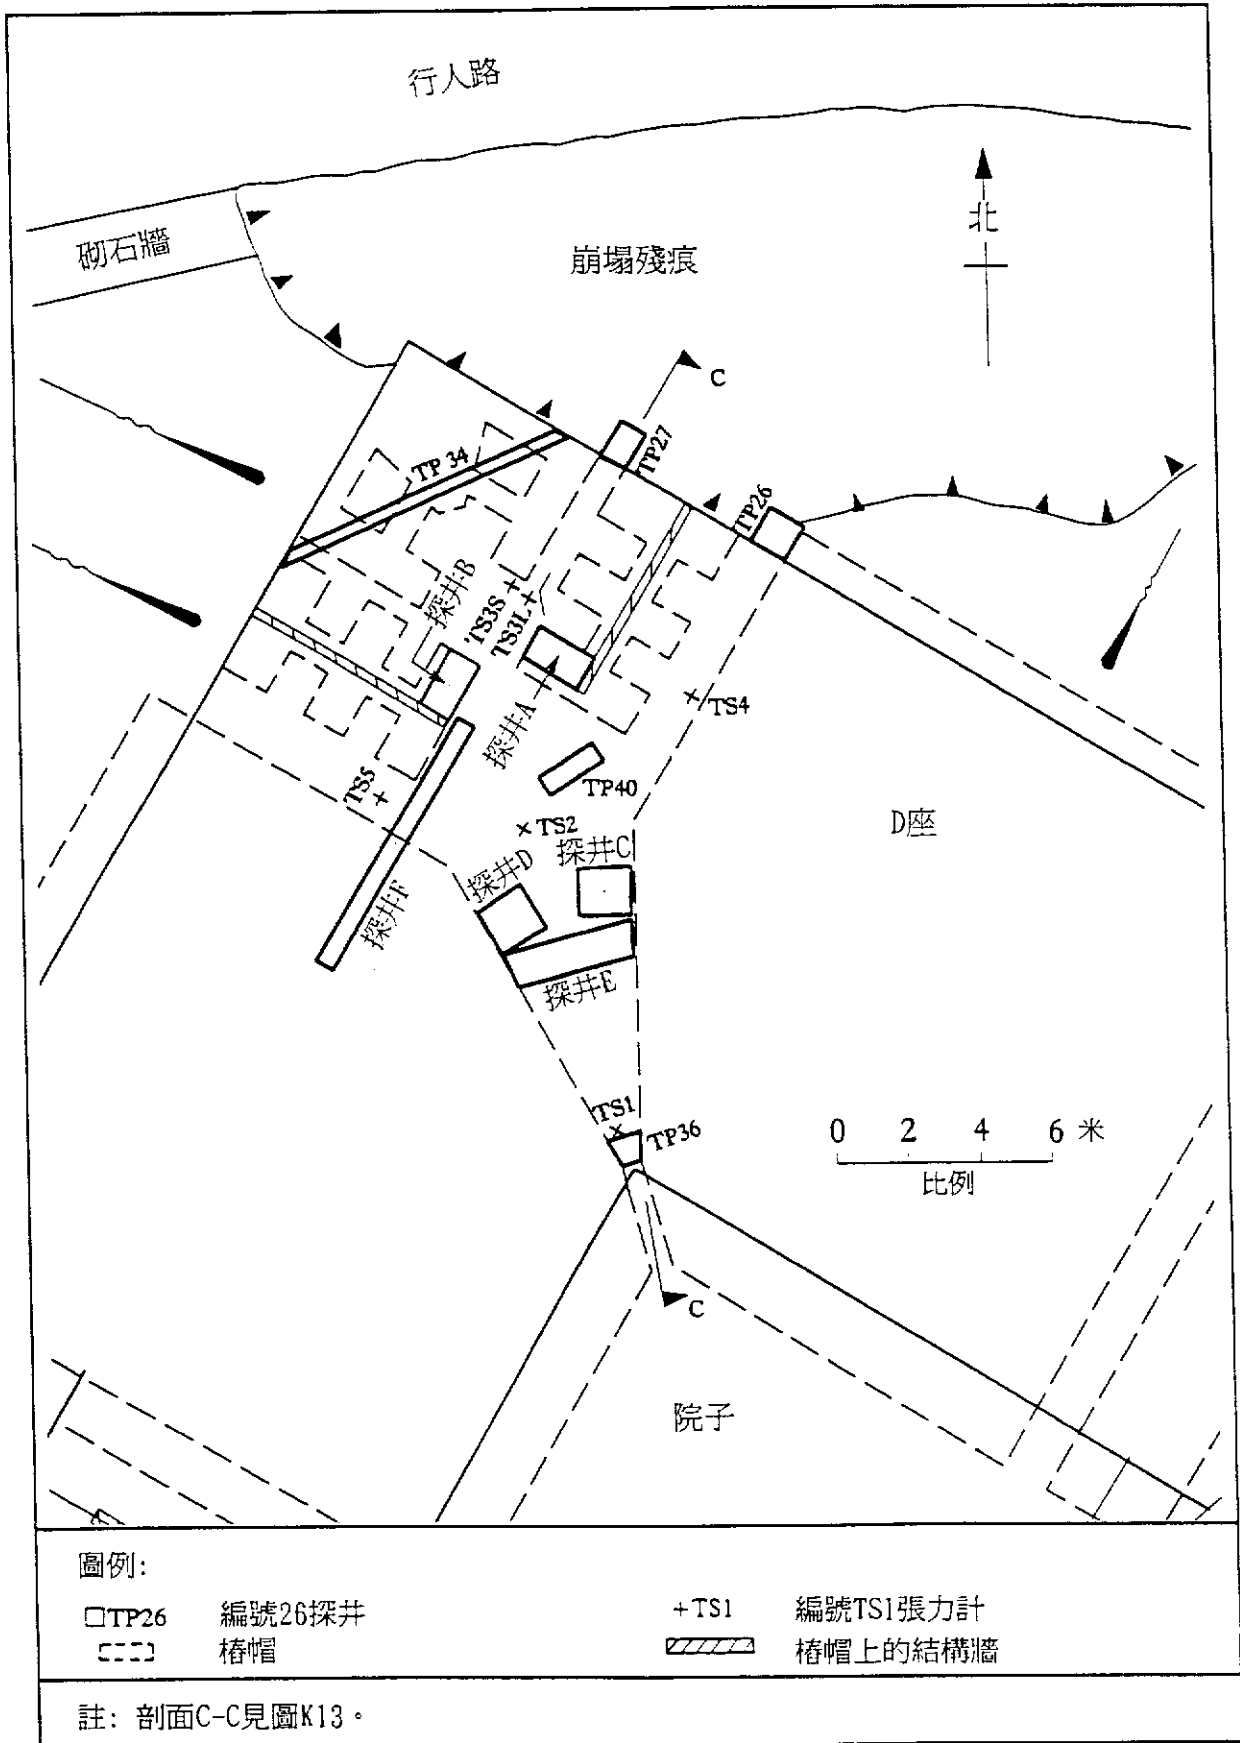 行人路
北
砌石牆
崩塌殘痕
C
TP27
TP 34
TP26
探井B
TS3S
TS3L
探井A
TS4
TS5
TP40
TS2
D座
探井D
探井C
探井F
探井E
TS1
TP36
0 2 4 6 米
比例
C
院子
圖例:
TP26 編號26探井
+TS1 編號TS1張力計
樁帽
樁帽上的結構牆
註: 剖面C-C見圖K13。